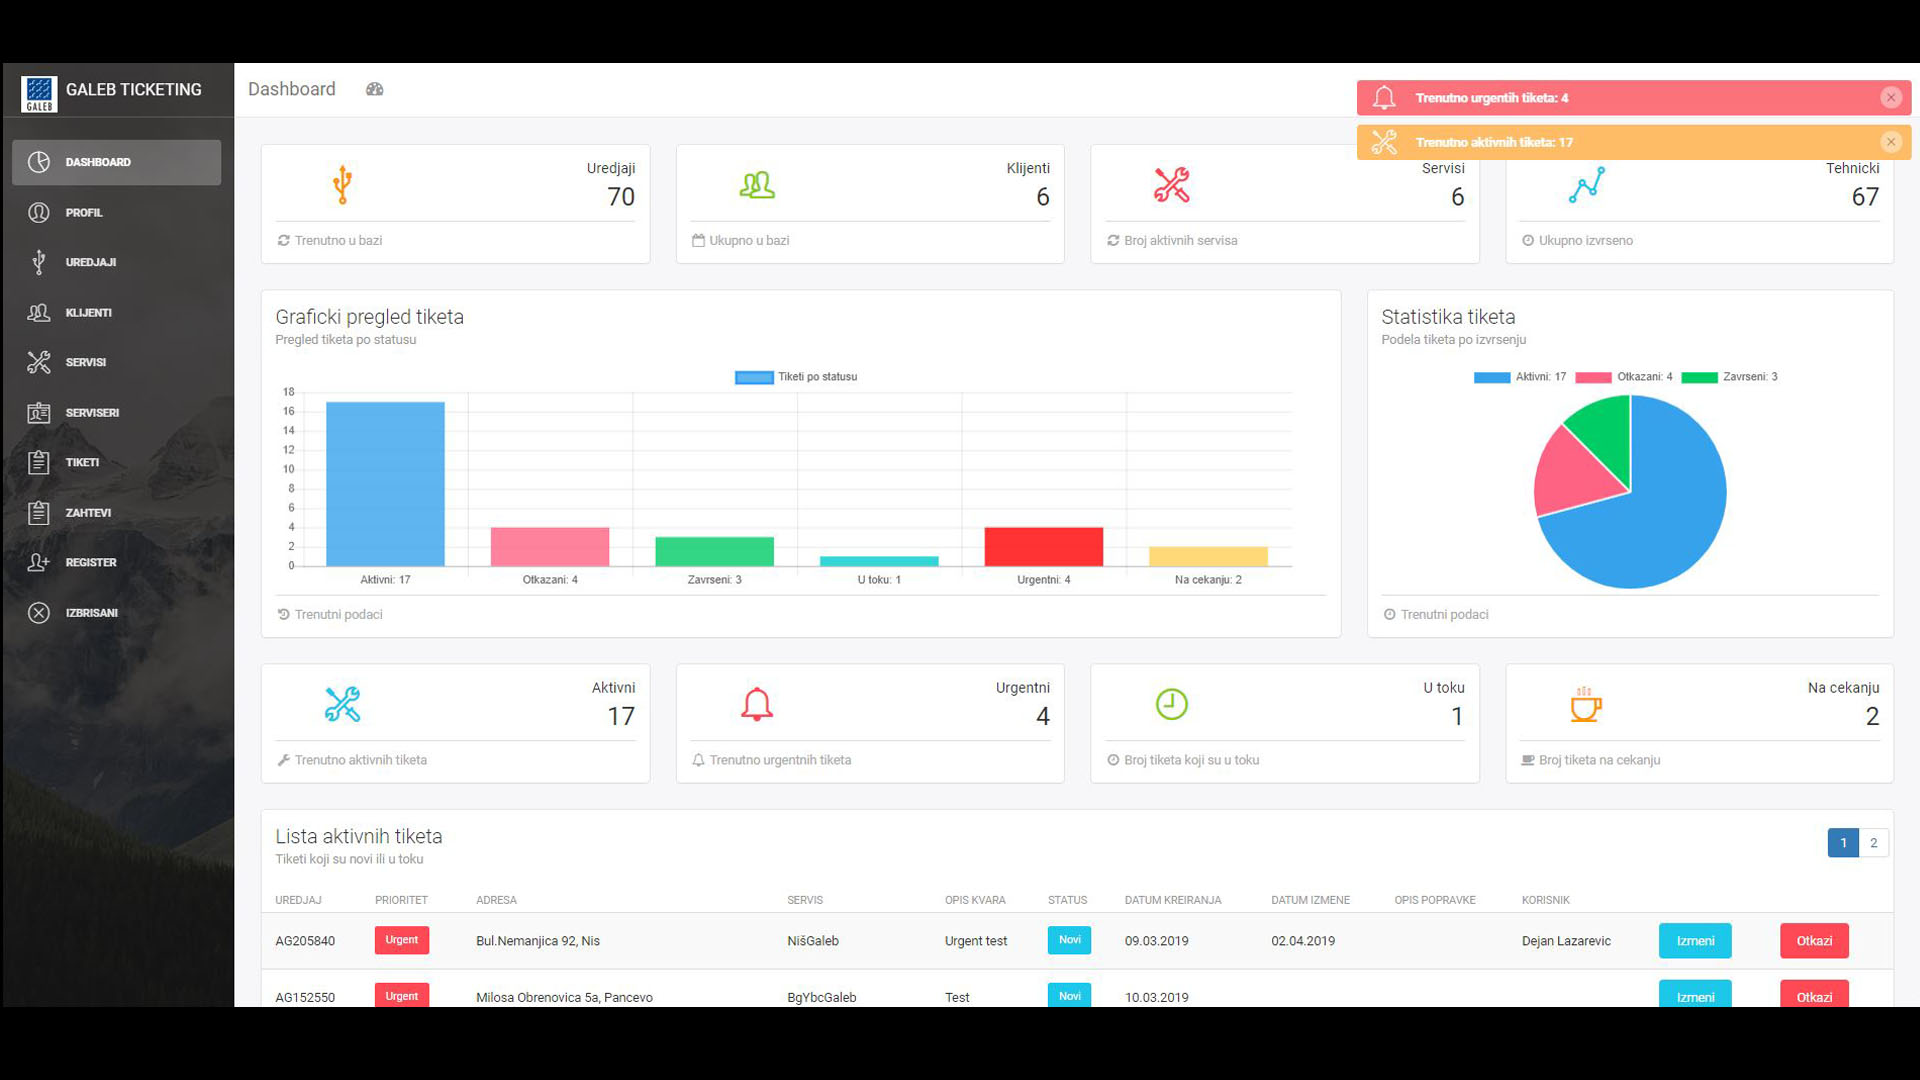 GALEB
GALEB TICKETING
Dashboard
Trenutno urgentih tiketa: 4
Trenutno aktivnih tiketa: 17
DASHBOARD
PROFIL
UREDJAJI
KLIJENTI
SERVISI
SERVISERI
TIKETI
ZAHTEVI
REGISTER
IZBRISANI
Uredjaji
70
Trenutno u bazi
Klijenti
6
Ukupno u bazi
Servisi
6
Broj aktivnih servisa
Tehnicki
67
Ukupno izvrseno
Graficki pregled tiketa
Pregled tiketa po statusu
Tiketi po statusu
18
16
14
12
10
8
6
4
2
0
Aktivni: 17 Otkazani: 4 Zavrseni: 3 U toku: 1 Urgentni: 4 Na cekanju: 2
Trenutni podaci
Statistika tiketa
Podela tiketa po izvrsenju
Aktivni: 17 Otkazani: 4 Zavrseni: 3
Trenutni podaci
Aktivni
17
Trenutno aktivnih tiketa
Urgentni
4
Trenutno urgentnih tiketa
U toku
1
Broj tiketa koji su u toku
Na cekanju
2
Broj tiketa na cekanju
Lista aktivnih tiketa
Tiketi koji su novi ili u toku
1 2
UREDJAJ PRIORITET ADRESA SERVIS OPIS KVARA STATUS DATUM KREIRANJA DATUM IZMENE OPIS POPRAVKE KORISNIK
AG205840 Urgent Bul.Nemanjica 92, Nis NišGaleb Urgent test Novi 09.03.2019 02.04.2019 Dejan Lazarevic Izmeni Otkazi
AG152550 Urgent Milosa Obrenovica 5a, Pancevo BgYbcGaleb Test Novi 10.03.2019 Izmeni Otkazi